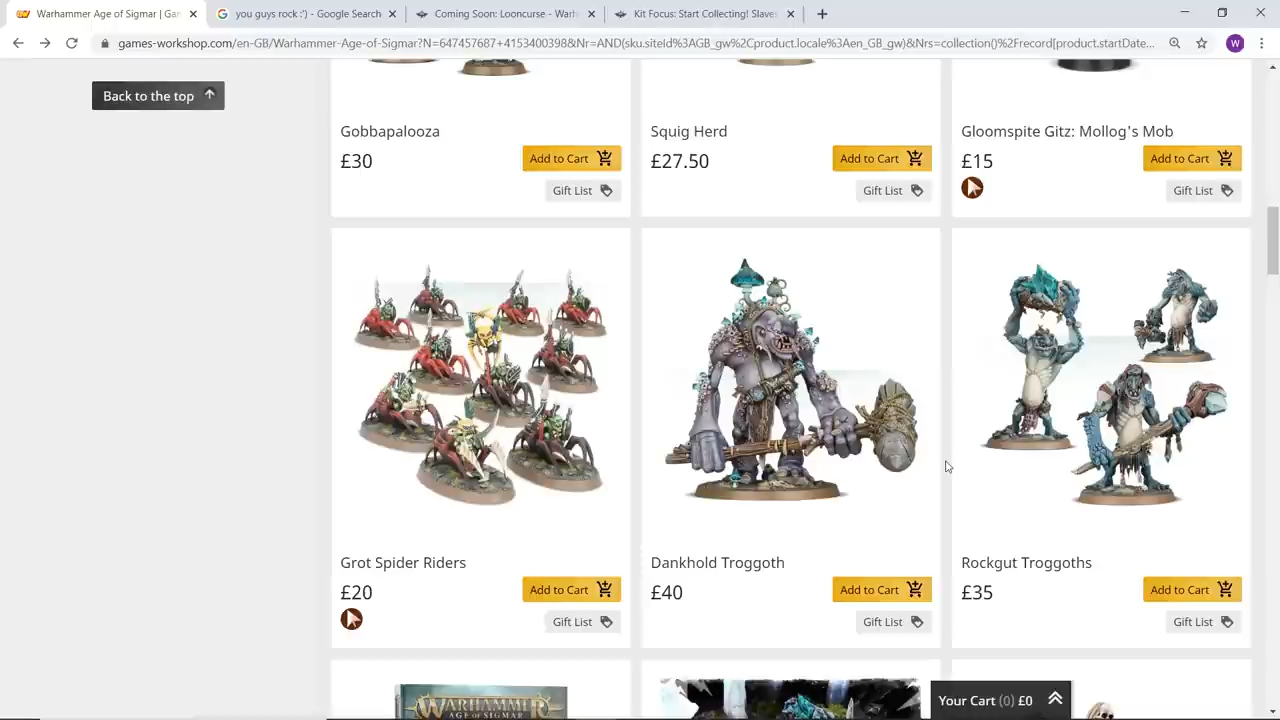 Warhammer Age of Sigmar | Gam
you guys rock :') - Google Search
Coming Soon: Looncurse - Warh
Kit Focus: Start Collecting! Slaves
games-workshop.com/en-GB/Warhammer-Age-of-Sigmar?N=647457687+4153400398&Nr=AND(sku.siteId%3AGB_gw%2Cproduct.locale%3Aen_GB_gw)&Nrs=collection()%2Frecord[product.startDate...
W
Back to the top
Gobbapalooza
£30
Add to Cart
Gift List
Squig Herd
£27.50
Add to Cart
Gift List
Gloomspite Gitz: Mollog's Mob
£15
Add to Cart
Gift List
Grot Spider Riders
£20
Add to Cart
Gift List
Dankhold Troggoth
£40
Add to Cart
Gift List
Rockgut Troggoths
£35
Add to Cart
Gift List
WARHAMMER
AGE OF SIGMAR
Your Cart (0) £0